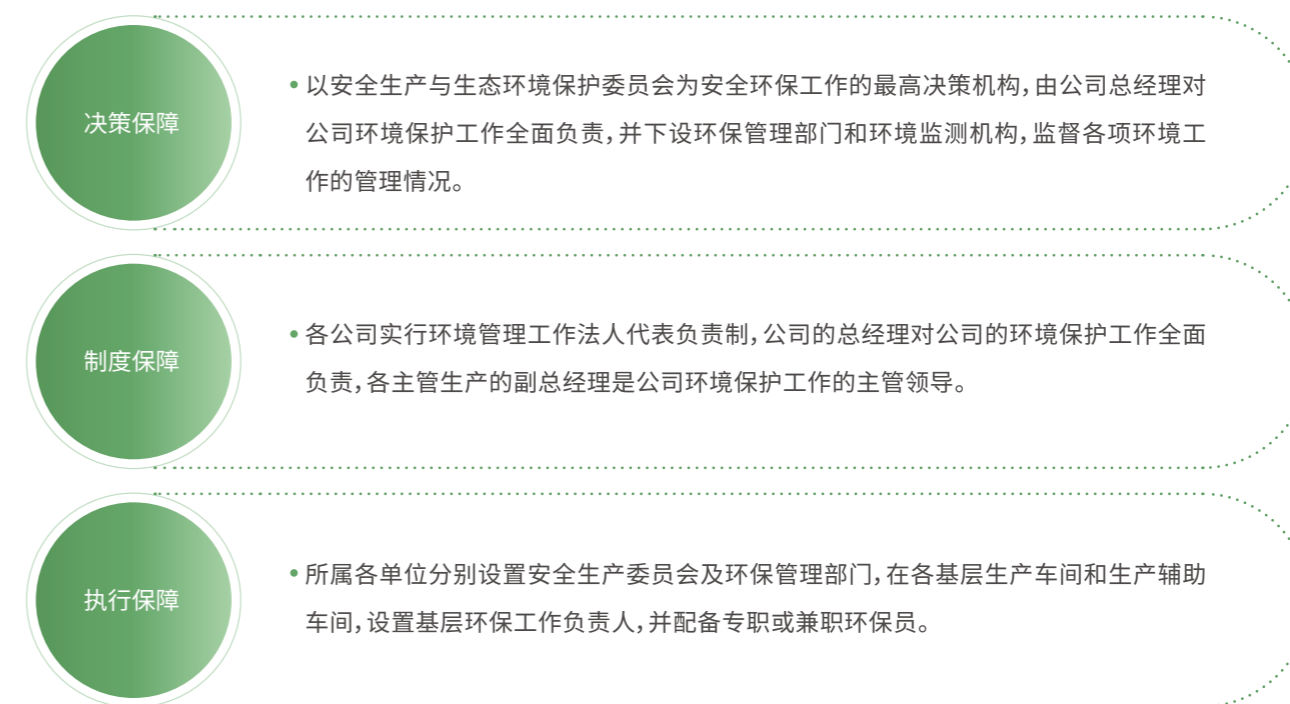 决策保障
•以安全生产与生态环境保护委员会为安全环保工作的最高决策机构，由公司总经理对
公司环境保护工作全面负责，并下设环保管理部门和环境监测机构，监督各项环境工
作的管理情况。
制度保障
•各公司实行环境管理工作法人代表负责制，公司的总经理对公司的环境保护工作全面
负责，各主管生产的副总经理是公司环境保护工作的主管领导。
执行保障
•所属各单位分别设置安全生产委员会及环保管理部门，在各基层生产车间和生产辅助
车间，设置基层环保工作负责人，并配备专职或兼职环保员。